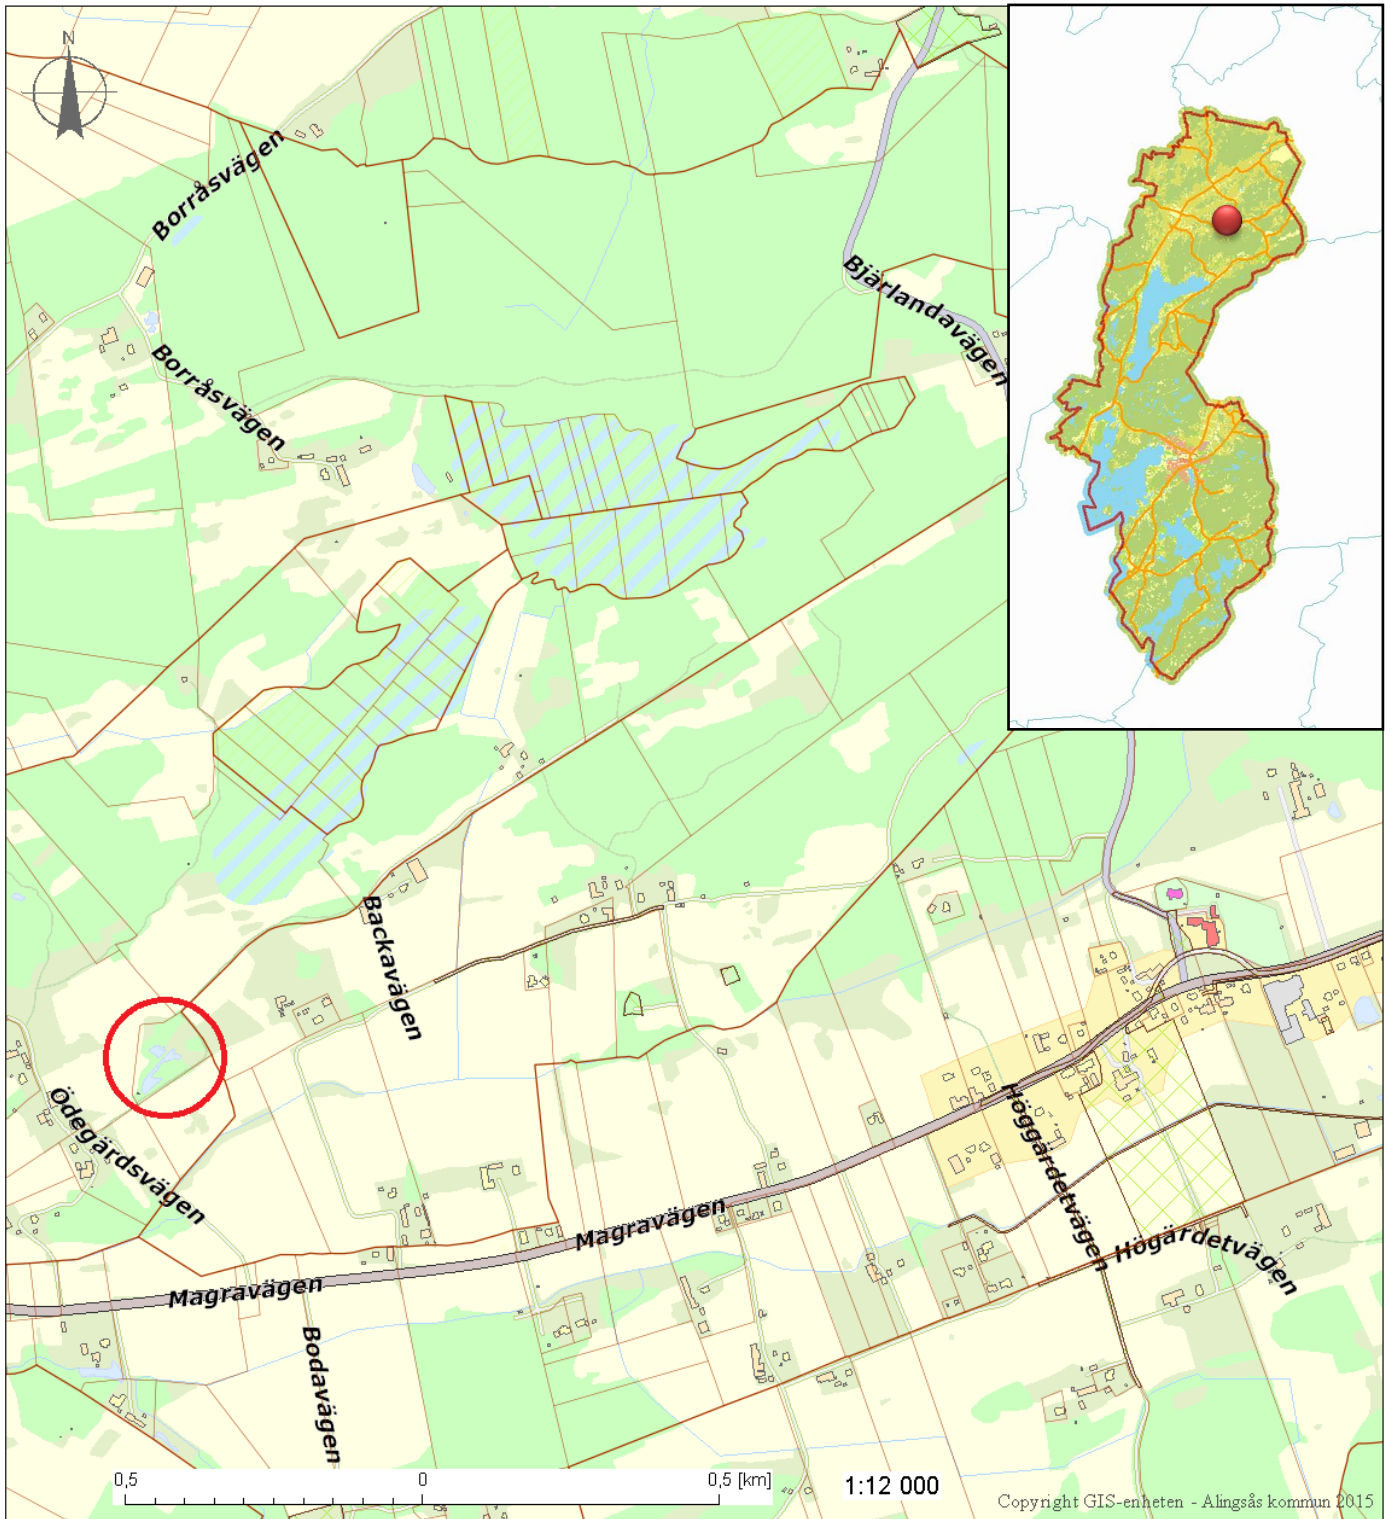 N
Borråsvägen
Bjärlandavägen
Borråsvägen
Backavägen
Ödegärdsvägen
Höggärdetvägen
Magravägen
Högärdetvägen
Magravägen
Bodavägen
0,5 0 0,5 [km]
1:12 000
Copyright GIS-enheten - Alingsås kommun 2015